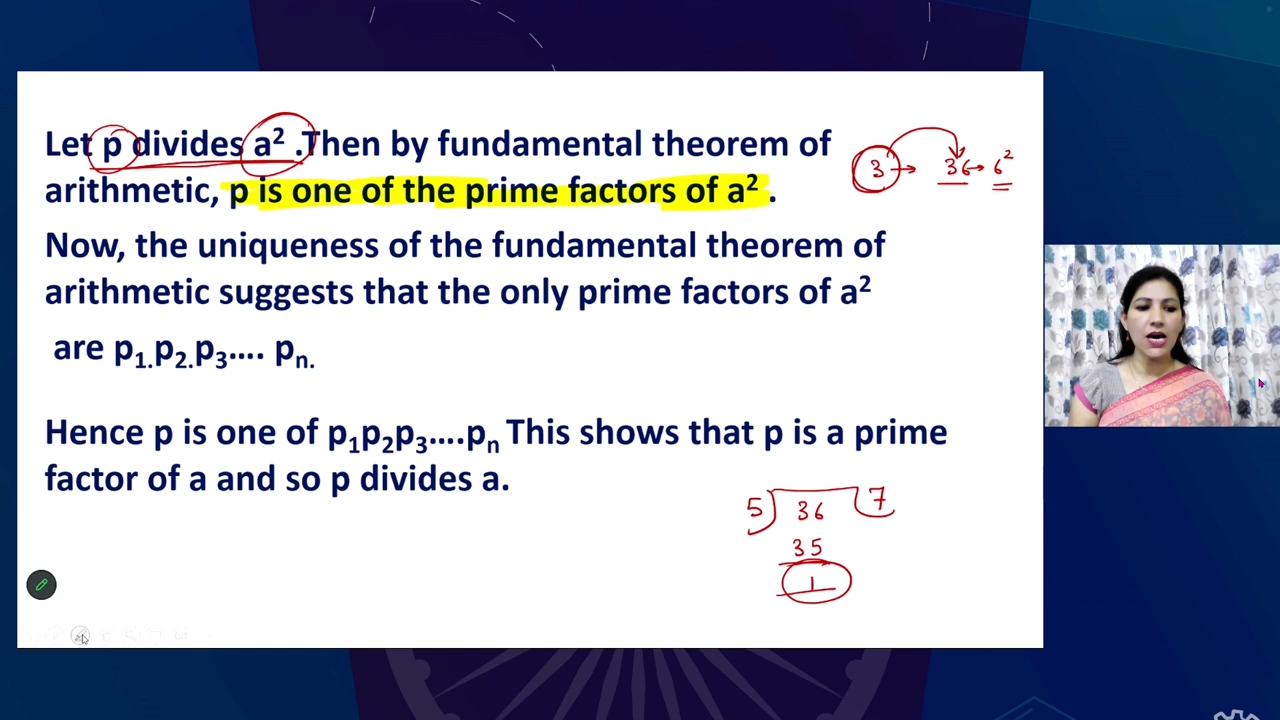 Let p divides a² .Then by fundamental theorem of
arithmetic, p is one of the prime factors of a² .
3 → 36 → 6²
Now, the uniqueness of the fundamental theorem of
arithmetic suggests that the only prime factors of a²
are p₁.p₂.p₃.... pₙ.
Hence p is one of p₁p₂p₃....pₙ This shows that p is a prime
factor of a and so p divides a.
5 36 7
35
1